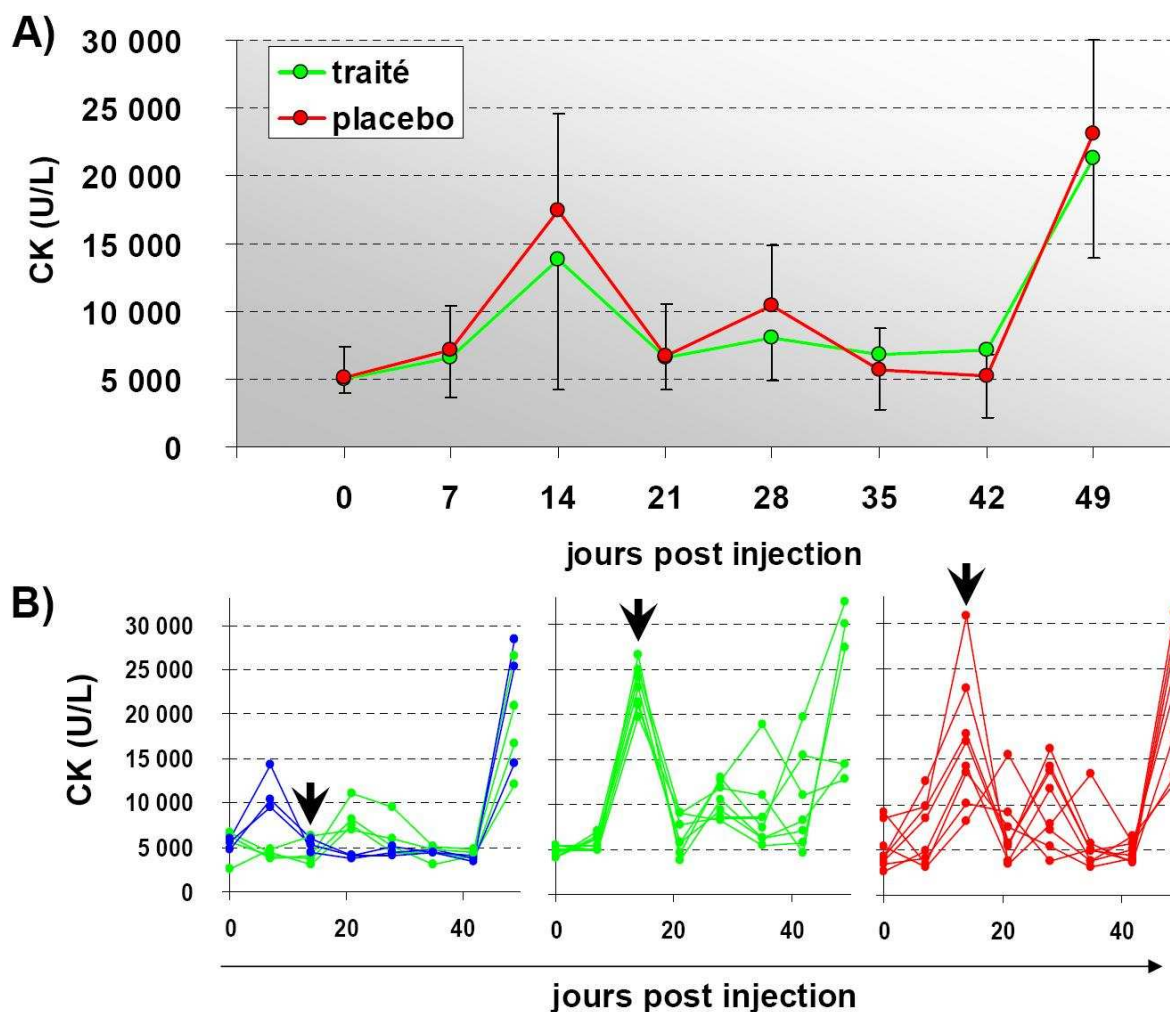 A)
30 000
25 000
20 000
15 000
10 000
5 000
0
CK (U/L)
traité
placebo
0 7 14 21 28 35 42 49
jours post injection
B)
30 000
25 000
20 000
15 000
10 000
5 000
0
CK (U/L)
0 20 40 0 20 40 0 20 40
jours post injection